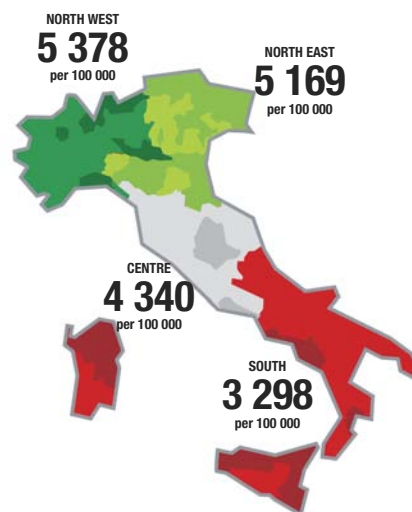 NORTH WEST
5 378
per 100 000
NORTH EAST
5 169
per 100 000
CENTRE
4 340
per 100 000
SOUTH
3 298
per 100 000